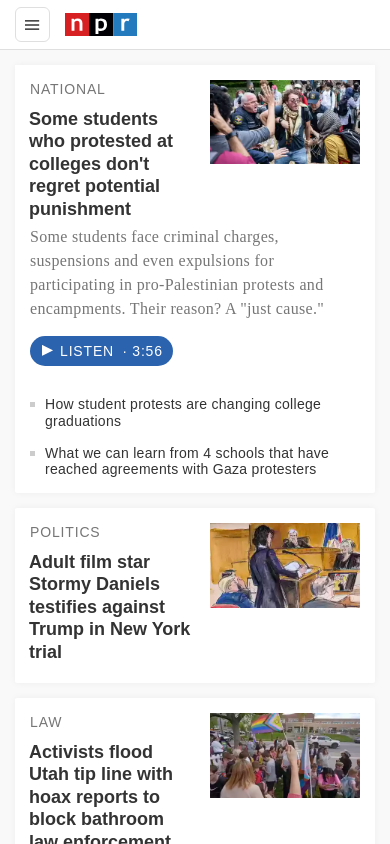 npr
NATIONAL
Some students
who protested at
colleges don't
regret potential
punishment
Some students face criminal charges,
suspensions and even expulsions for
participating in pro-Palestinian protests and
encampments. Their reason? A "just cause."
LISTEN · 3:56
How student protests are changing college
graduations
What we can learn from 4 schools that have
reached agreements with Gaza protesters
POLITICS
Adult film star
Stormy Daniels
testifies against
Trump in New York
trial
LAW
Activists flood
Utah tip line with
hoax reports to
block bathroom
law enforcement